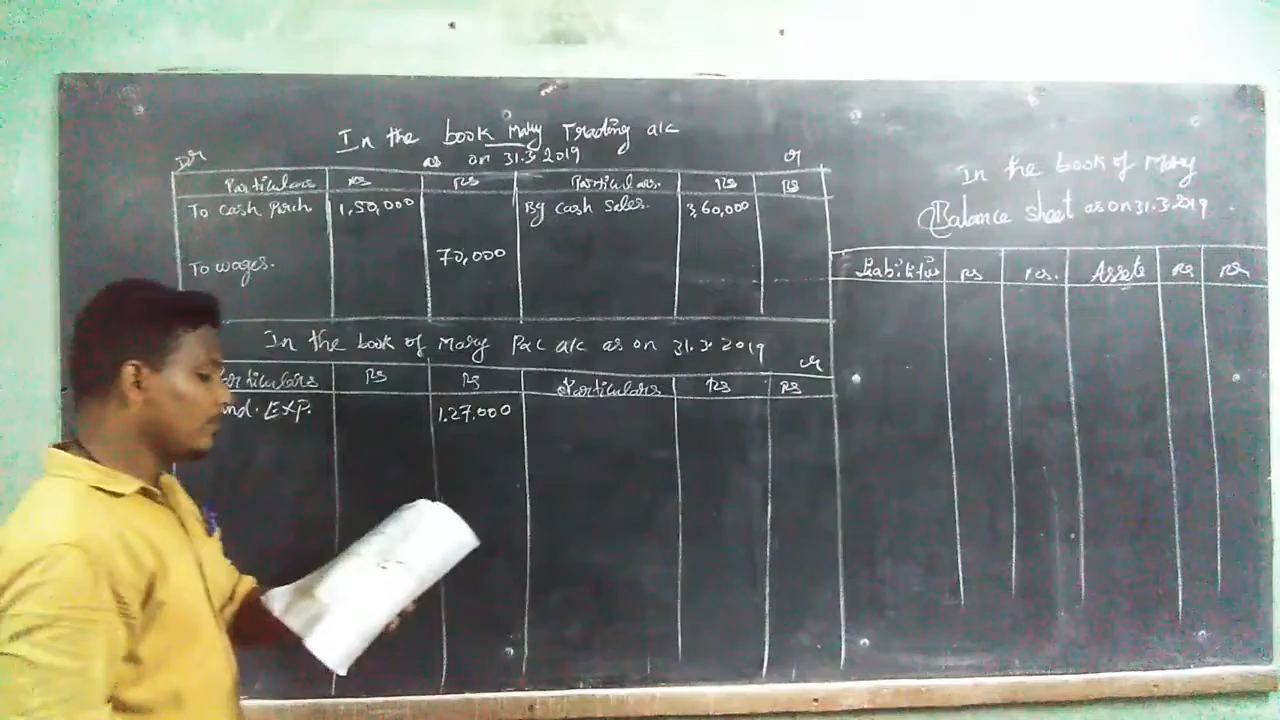 In the book Mary Trading a/c
as on 31.3.2019
Dr
Cr
Particulars Rs Rs Particulars. Rs Rs
To cash Purch. 1,50,000 By cash Sales. 3,60,000
To wages. 70,000
In the book of Mary P&L a/c as on 31.3.2019
Cr
Particulars Rs Rs Particulars Rs Rs
EXP. 1,27,000
In the book of Mary
Balance sheet as on 31.3.2019.
Liabilities Rs Rs. Assets Rs Rs